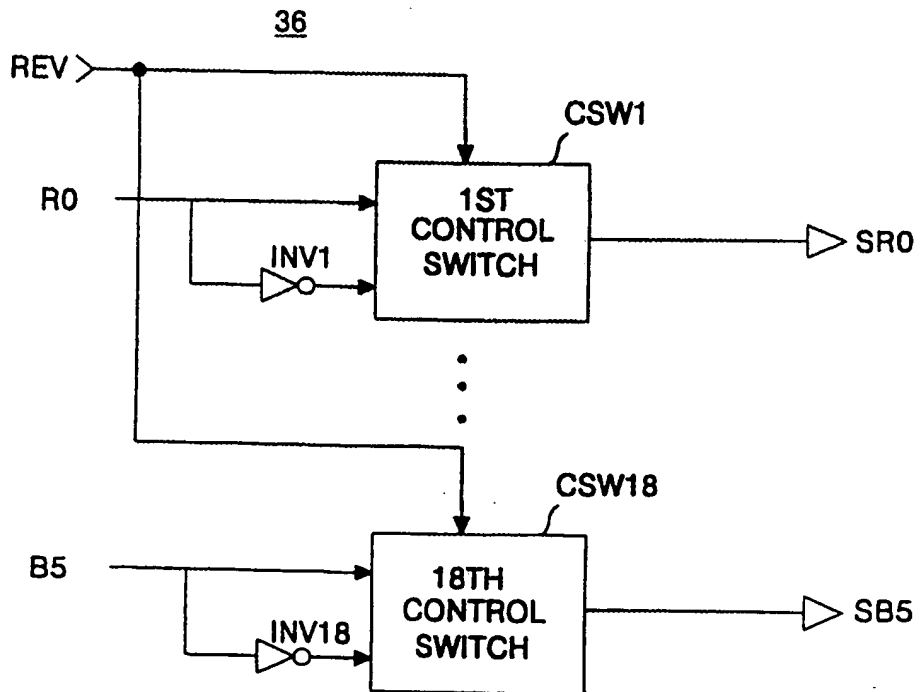 36
REV
CSW1
R0
1ST
CONTROL
SWITCH
INV1
SR0
CSW18
B5
18TH
CONTROL
SWITCH
INV18
SB5